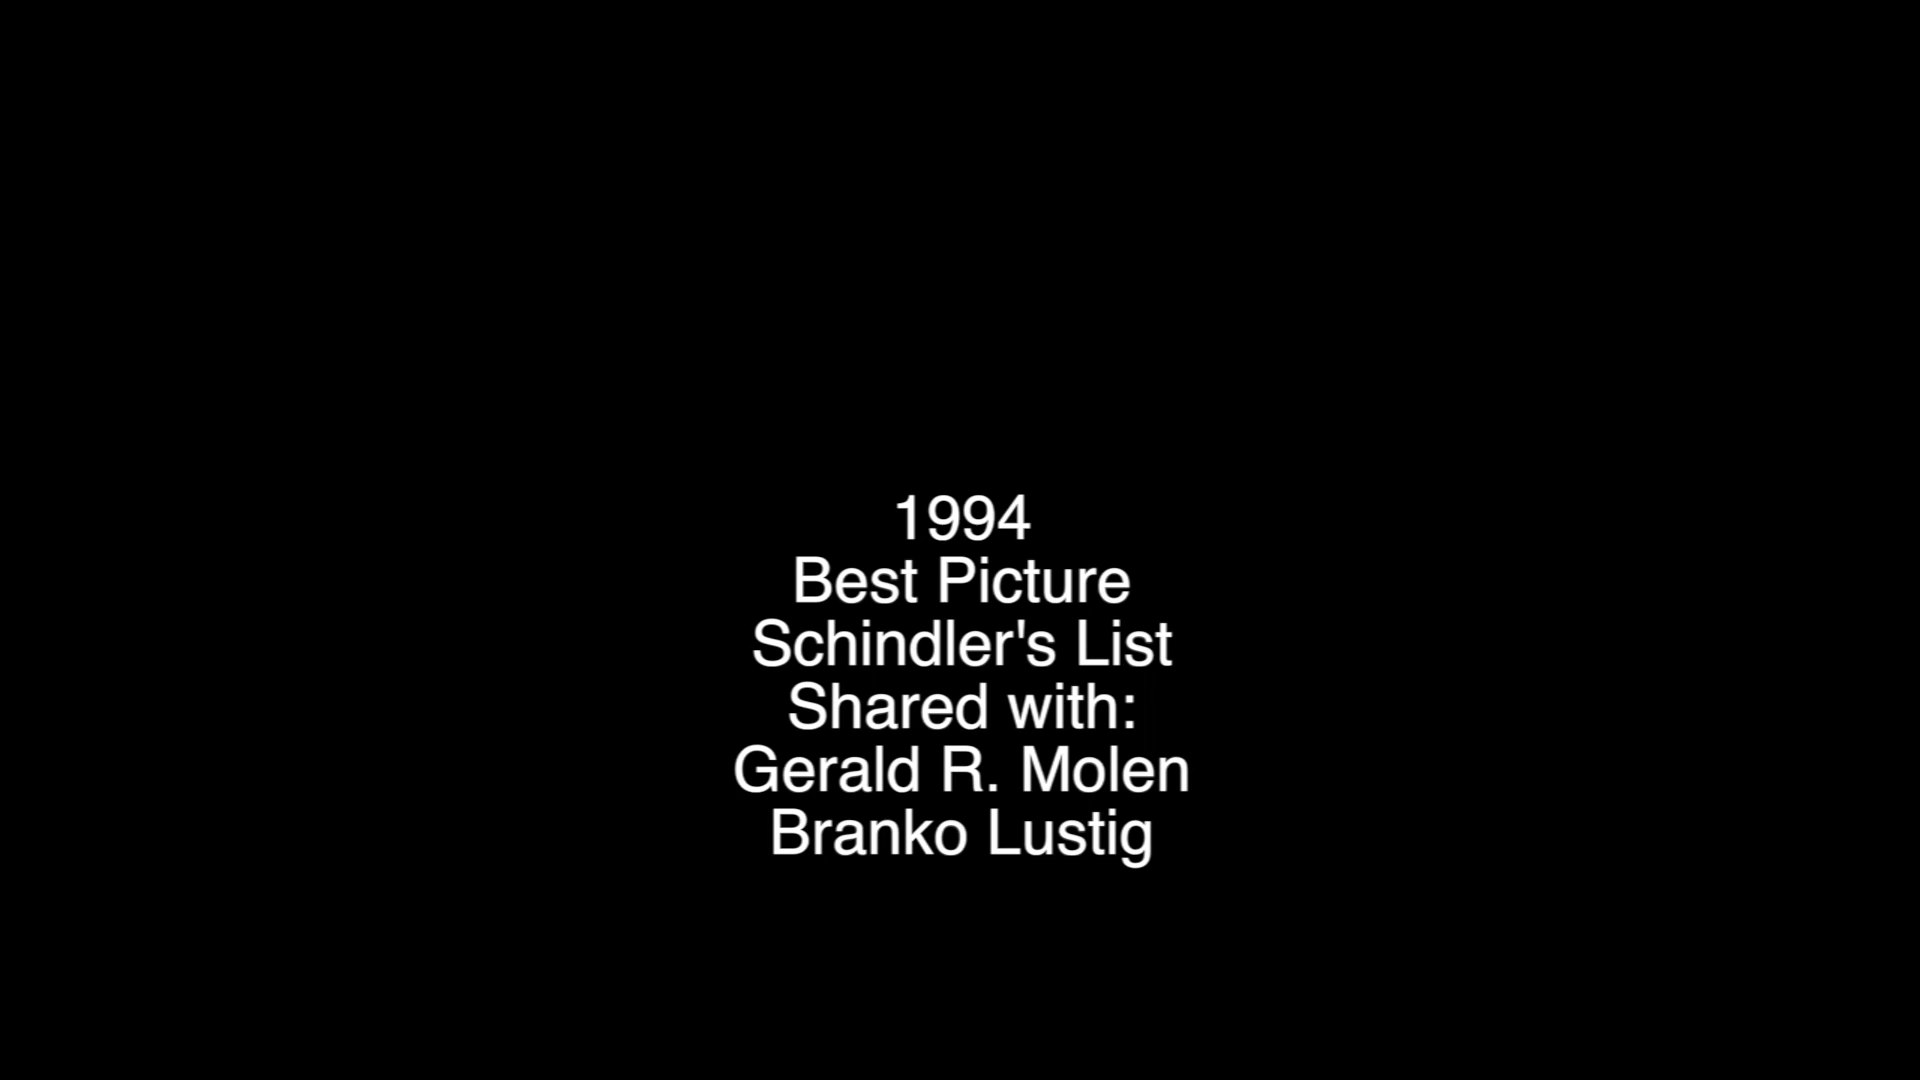 1994
Best Picture
Schindler's List
Shared with:
Gerald R. Molen
Branko Lustig